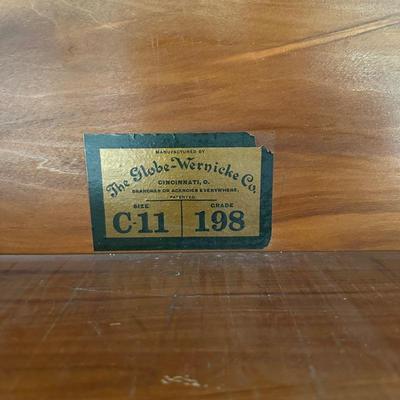 MANUFACTURED BY
The Globe-Wernicke Co.
CINCINNATI, O.
BRANCHES OR AGENCIES EVERYWHERE.
PATENTED.
SIZE GRADE
C-11 198